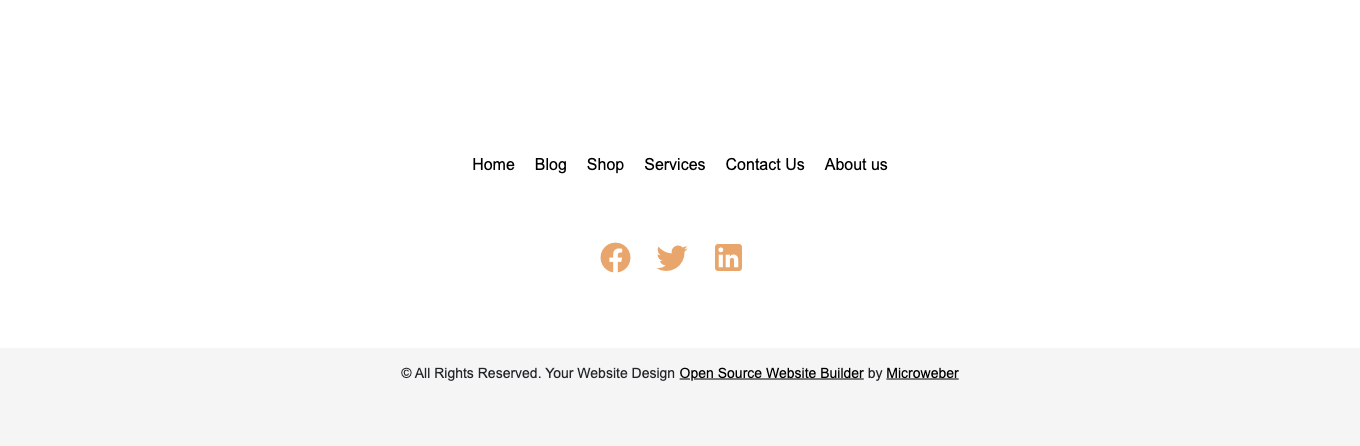 Home Blog Shop Services Contact Us About us
© All Rights Reserved. Your Website Design Open Source Website Builder by Microweber